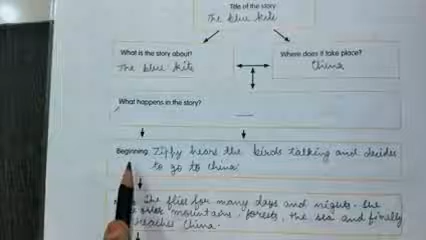 Title of the story
The blue kite
What is the story about?
The blue kite
Where does it take place?
China
What happens in the story?
Beginning: Zippy hears the birds talking and decides
to go to china.
She flies for many days and nights. She
over mountains, forests, the sea and finally
reaches China.